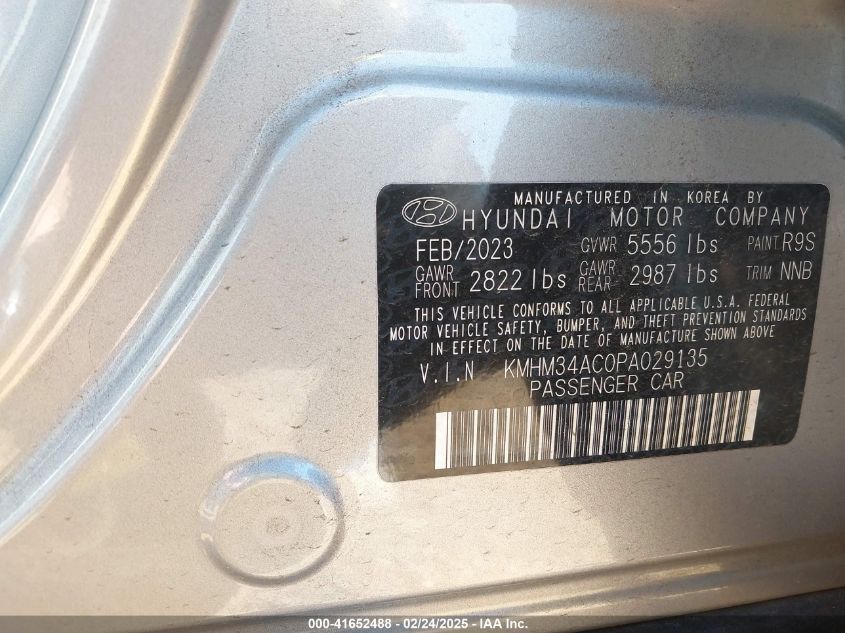 MANUFACTURED IN KOREA BY
HYUNDAI MOTOR COMPANY
FEB/2023 GVWR 5556 lbs PAINT R9S
GAWR FRONT 2822 lbs GAWR REAR 2987 lbs TRIM NNB
THIS VEHICLE CONFORMS TO ALL APPLICABLE U.S.A. FEDERAL
MOTOR VEHICLE SAFETY, BUMPER, AND THEFT PREVENTION STANDARDS
IN EFFECT ON THE DATE OF MANUFACTURE SHOWN ABOVE
V.I.N KMHM34AC0PA029135
PASSENGER CAR
000-41652488 - 02/24/2025 - IAA Inc.